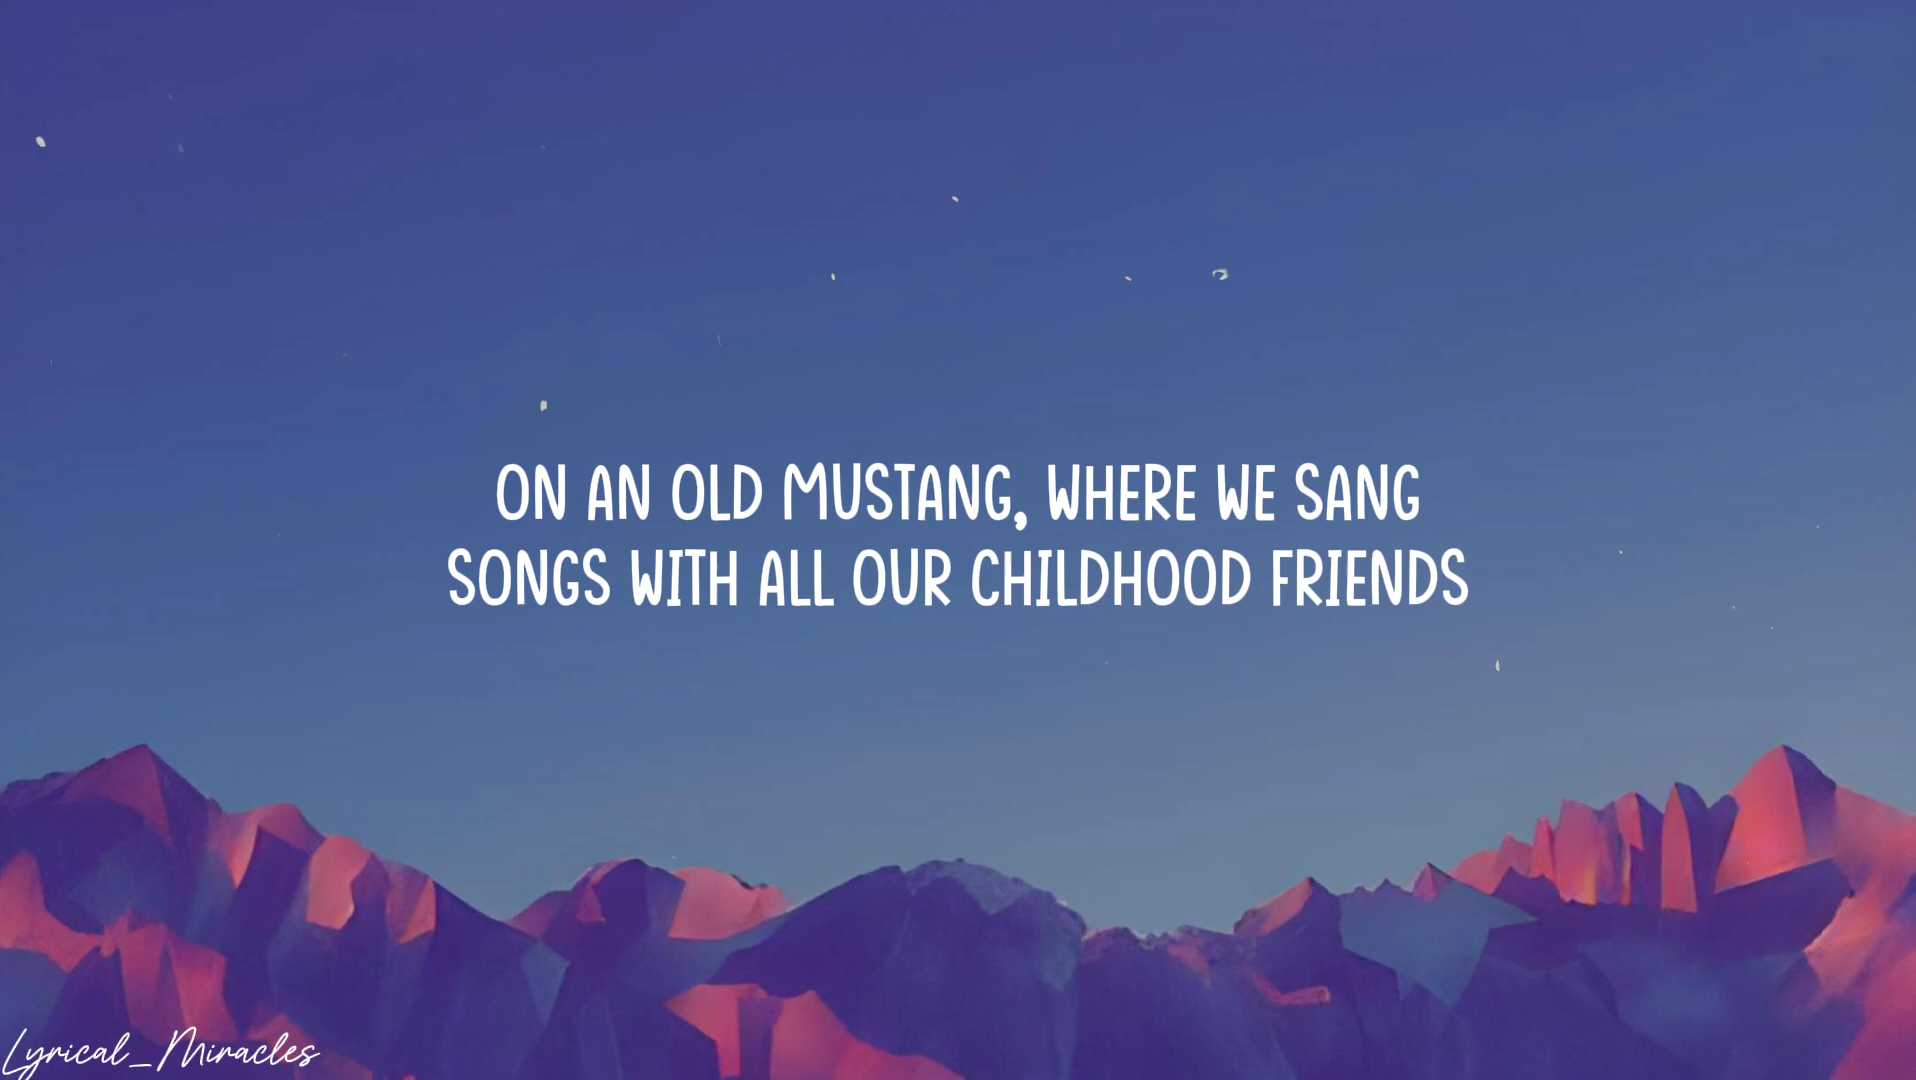 ON AN OLD MUSTANG, WHERE WE SANG
SONGS WITH ALL OUR CHILDHOOD FRIENDS
Lyrical_Miracles